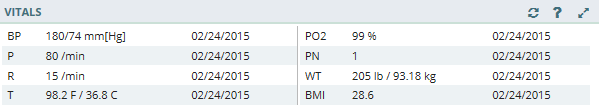 VITALS
BP 180/74 mm[Hg] 02/24/2015 PO2 99 % 02/24/2015
P 80 /min 02/24/2015 PN 1 02/24/2015
R 15 /min 02/24/2015 WT 205 lb / 93.18 kg 02/24/2015
T 98.2 F / 36.8 C 02/24/2015 BMI 28.6 02/24/2015